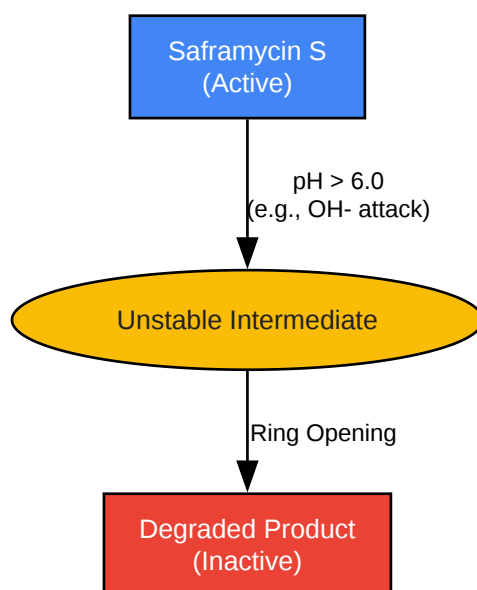 Saframycin S
(Active)
pH > 6.0
(e.g., OH- attack)
Unstable Intermediate
Ring Opening
Degraded Product
(Inactive)